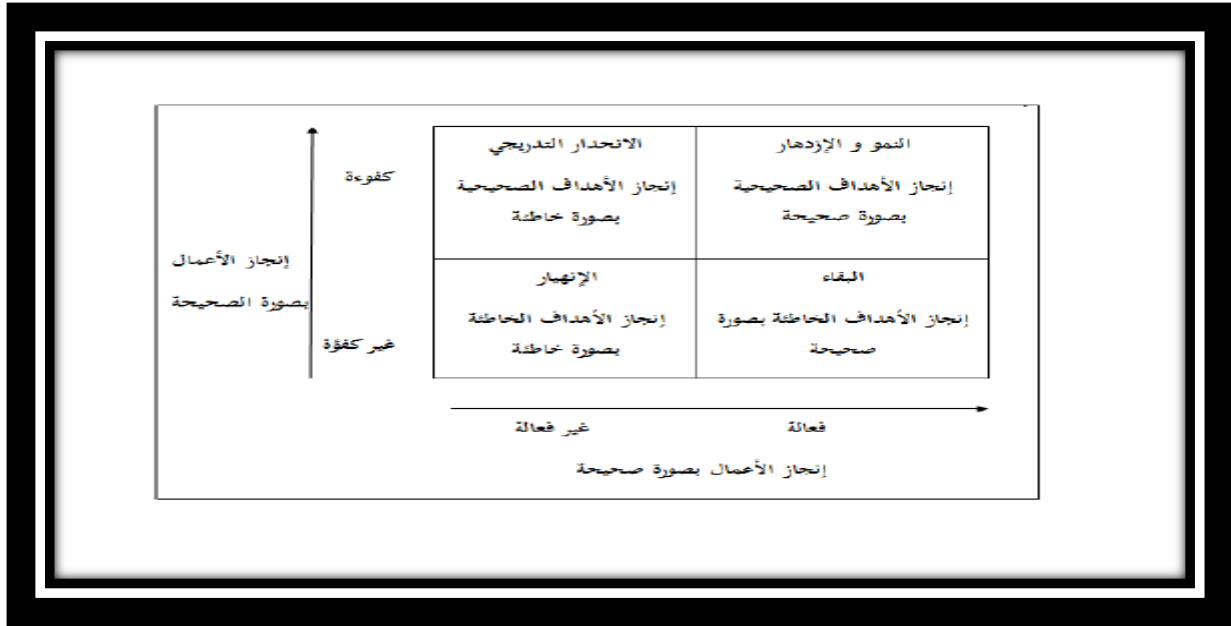 النمو و الإزدهار
إنجاز الأهداف الصحيحية
بصورة صحيحة
الانحدار التدريجي
إنجاز الأهداف الصحيحية
بصورة خاطئة
كفوءة
إنجاز الأعمال
بصورة الصحيحة
البقاء
إنجاز الأهداف الخاطئة بصورة
صحيحة
الإنهيار
إنجاز الأهداف الخاطئة
بصورة خاطئة
غير كفؤة
فعالة
غير فعالة
إنجاز الأعمال بصورة صحيحة